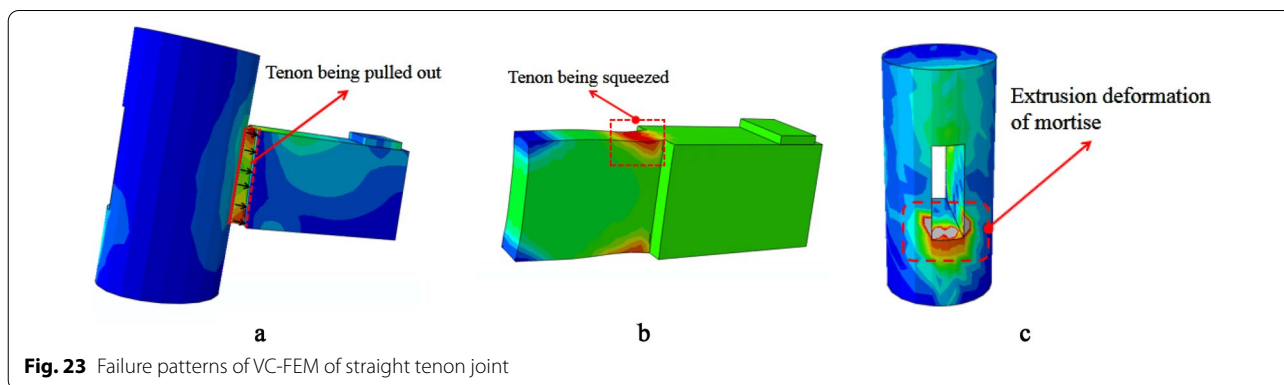 Tenon being pulled out
Tenon being squeezed
Extrusion deformation
of mortise
a
b
c
Fig. 23 Failure patterns of VC-FEM of straight tenon joint